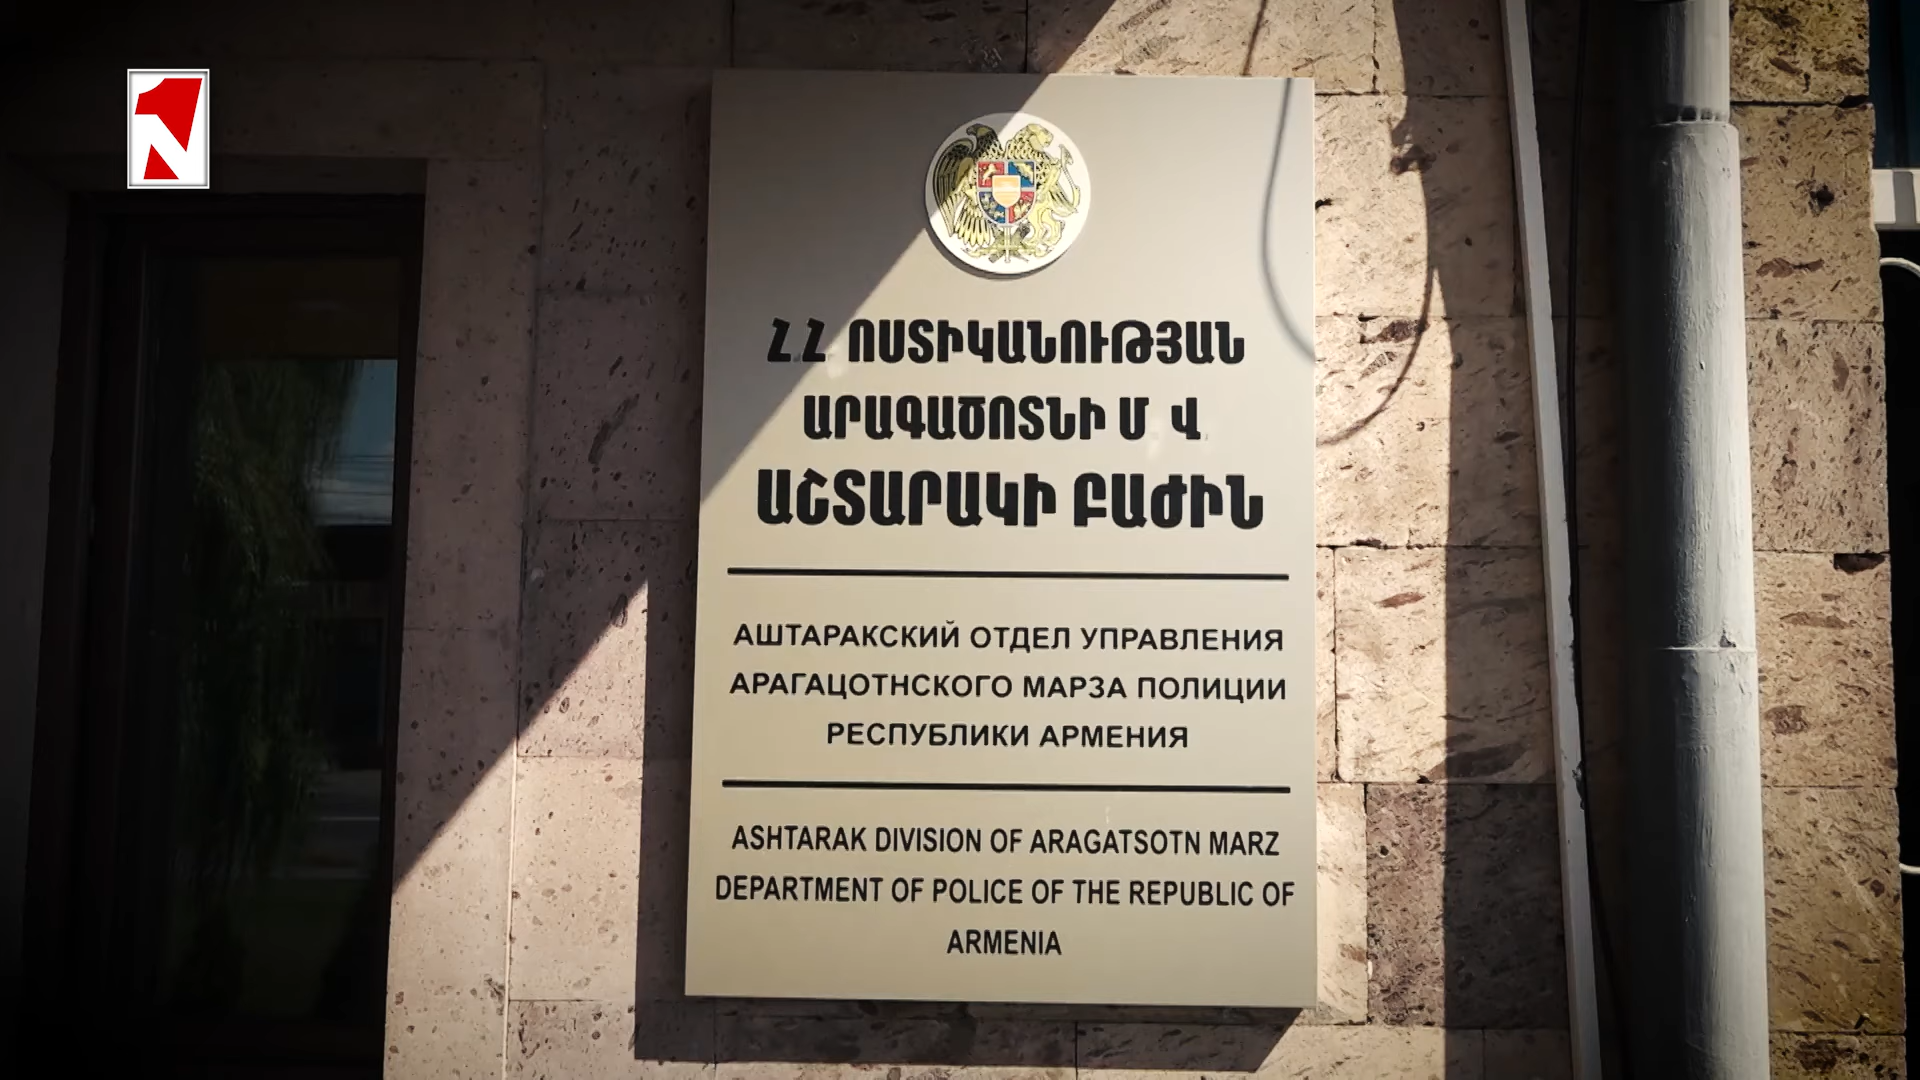 1N
Հ.Հ. ՈՍՏԻԿԱՆՈՒԹՅԱՆ
ԱՐԱԳԱԾՈՏՆԻ Մ. Վ.
ԱՇՏԱՐԱԿԻ ԲԱԺԻՆ
АШТАРАКСКИЙ ОТДЕЛ УПРАВЛЕНИЯ
АРАГАЦОТНСКОГО МАРЗА ПОЛИЦИИ
РЕСПУБЛИКИ АРМЕНИЯ
ASHTARAK DIVISION OF ARAGATSOTN MARZ
DEPARTMENT OF POLICE OF THE REPUBLIC OF
ARMENIA